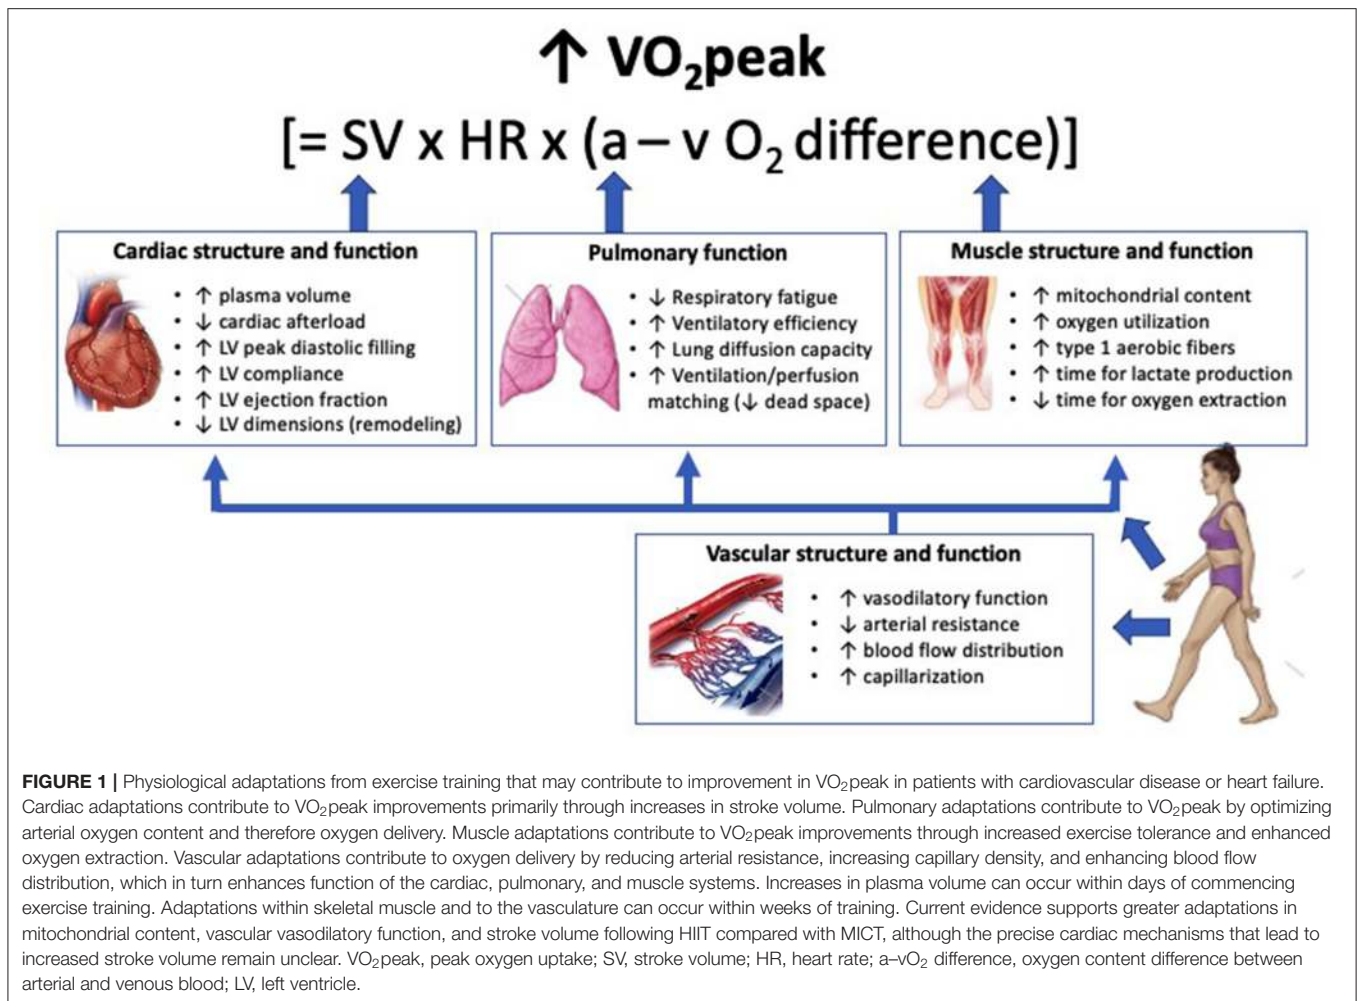 ↑ VO₂peak
[= SV x HR x (a – v O₂ difference)]
Cardiac structure and function
• ↑ plasma volume
• ↓ cardiac afterload
• ↑ LV peak diastolic filling
• ↑ LV compliance
• ↑ LV ejection fraction
• ↓ LV dimensions (remodeling)
Pulmonary function
• ↓ Respiratory fatigue
• ↑ Ventilatory efficiency
• ↑ Lung diffusion capacity
• ↑ Ventilation/perfusion
matching (↓ dead space)
Muscle structure and function
• ↑ mitochondrial content
• ↑ oxygen utilization
• ↑ type 1 aerobic fibers
• ↑ time for lactate production
• ↓ time for oxygen extraction
Vascular structure and function
• ↑ vasodilatory function
• ↓ arterial resistance
• ↑ blood flow distribution
• ↑ capillarization
FIGURE 1 | Physiological adaptations from exercise training that may contribute to improvement in VO₂peak in patients with cardiovascular disease or heart failure.
Cardiac adaptations contribute to VO₂peak improvements primarily through increases in stroke volume. Pulmonary adaptations contribute to VO₂peak by optimizing
arterial oxygen content and therefore oxygen delivery. Muscle adaptations contribute to VO₂peak improvements through increased exercise tolerance and enhanced
oxygen extraction. Vascular adaptations contribute to oxygen delivery by reducing arterial resistance, increasing capillary density, and enhancing blood flow
distribution, which in turn enhances function of the cardiac, pulmonary, and muscle systems. Increases in plasma volume can occur within days of commencing
exercise training. Adaptations within skeletal muscle and to the vasculature can occur within weeks of training. Current evidence supports greater adaptations in
mitochondrial content, vascular vasodilatory function, and stroke volume following HIIT compared with MICT, although the precise cardiac mechanisms that lead to
increased stroke volume remain unclear. VO₂peak, peak oxygen uptake; SV, stroke volume; HR, heart rate; a–vO₂ difference, oxygen content difference between
arterial and venous blood; LV, left ventricle.